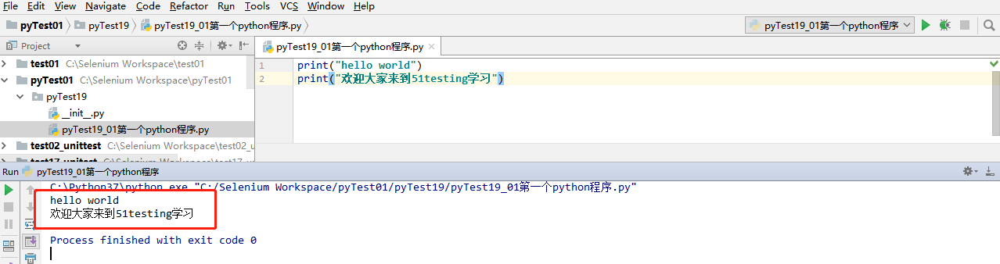 File Edit View Navigate Code Refactor Run Tools VCS Window Help
pyTest01 pyTest19 pyTest19_01第一个python程序.py
pyTest19_01第一个python程序
Project
pyTest19_01第一个python程序.py
test01 C:\Selenium Workspace\test01
pyTest01 C:\Selenium Workspace\pyTest01
pyTest19
__init__.py
pyTest19_01第一个python程序.py
test02_unittest C:\Selenium Workspace\test02_u
1 print("hello world")
2 print("欢迎大家来到51testing学习")
Run pyTest19_01第一个python程序
C:\Python37\python.exe "C:/Selenium Workspace/pyTest01/pyTest19/pyTest19_01第一个python程序.py"
hello world
欢迎大家来到51testing学习
Process finished with exit code 0